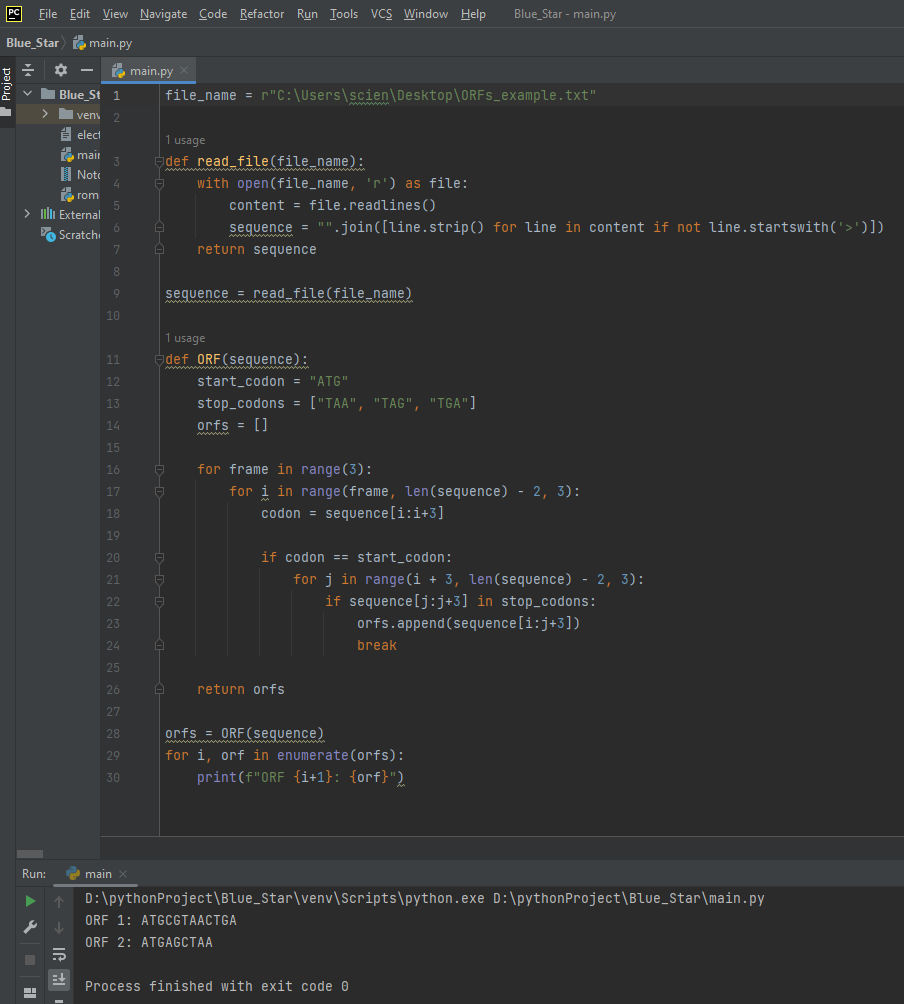 PC File Edit View Navigate Code Refactor Run Tools VCS Window Help Blue_Star - main.py
Blue_Star main.py
Project
main.py
Blue_St
venv
elect
main
Note
rom
External
Scratche
1 file_name = r"C:\Users\scien\Desktop\ORFs_example.txt"
2
1 usage
3 def read_file(file_name):
4 with open(file_name, 'r') as file:
5 content = file.readlines()
6 sequence = "".join([line.strip() for line in content if not line.startswith('>')])
7 return sequence
8
9 sequence = read_file(file_name)
10
1 usage
11 def ORF(sequence):
12 start_codon = "ATG"
13 stop_codons = ["TAA", "TAG", "TGA"]
14 orfs = []
15
16 for frame in range(3):
17 for i in range(frame, len(sequence) - 2, 3):
18 codon = sequence[i:i+3]
19
20 if codon == start_codon:
21 for j in range(i + 3, len(sequence) - 2, 3):
22 if sequence[j:j+3] in stop_codons:
23 orfs.append(sequence[i:j+3])
24 break
25
26 return orfs
27
28 orfs = ORF(sequence)
29 for i, orf in enumerate(orfs):
30 print(f"ORF {i+1}: {orf}")
Run: main
D:\pythonProject\Blue_Star\venv\Scripts\python.exe D:\pythonProject\Blue_Star\main.py
ORF 1: ATGCGTAACTGA
ORF 2: ATGAGCTAA
Process finished with exit code 0